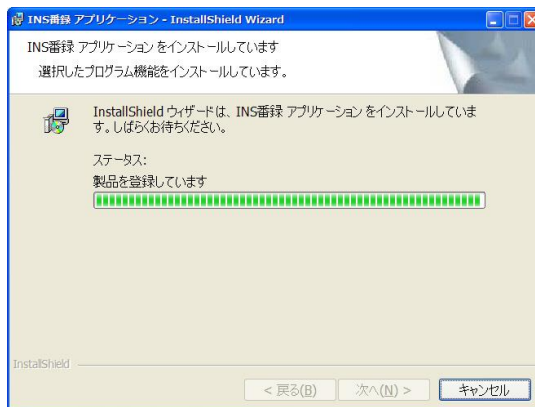 INS番録 アプリケーション - InstallShield Wizard
INS番録 アプリケーション をインストールしています
選択したプログラム機能をインストールしています。
InstallShield ウィザードは、INS番録 アプリケーション をインストールしていま
す。しばらくお待ちください。
ステータス:
製品を登録しています
InstallShield
< 戻る(B)
次へ(N) >
キャンセル